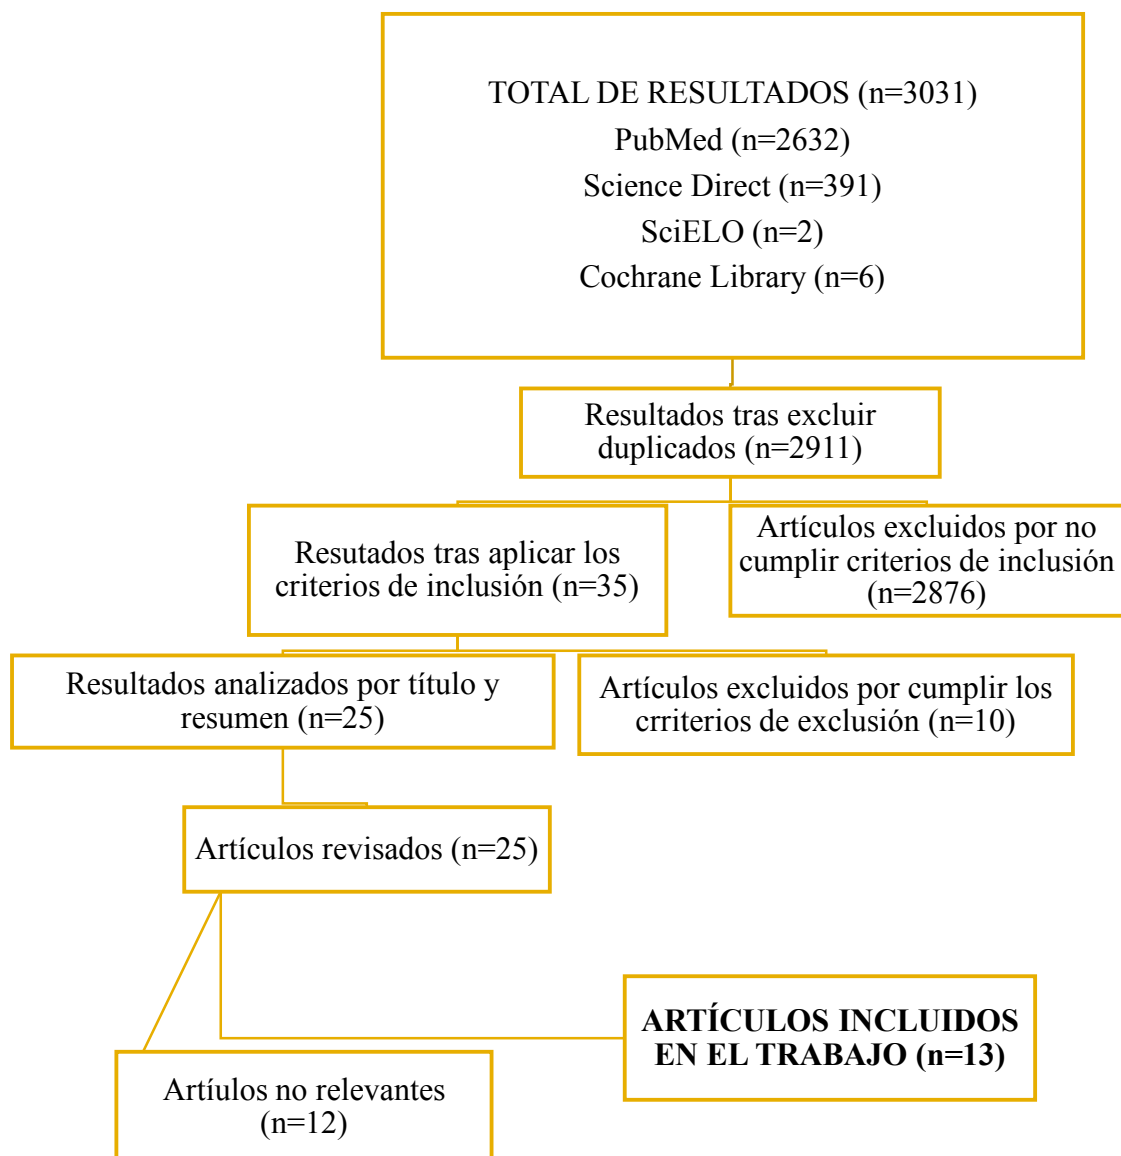 TOTAL DE RESULTADOS (n=3031)
PubMed (n=2632)
Science Direct (n=391)
SciELO (n=2)
Cochrane Library (n=6)
Resultados tras excluir
duplicados (n=2911)
Resutados tras aplicar los
criterios de inclusión (n=35)
Artículos excluidos por no
cumplir criterios de inclusión
(n=2876)
Resultados analizados por título y
resumen (n=25)
Artículos excluidos por cumplir los
crriterios de exclusión (n=10)
Artículos revisados (n=25)
ARTÍCULOS INCLUIDOS
EN EL TRABAJO (n=13)
Artíulos no relevantes
(n=12)